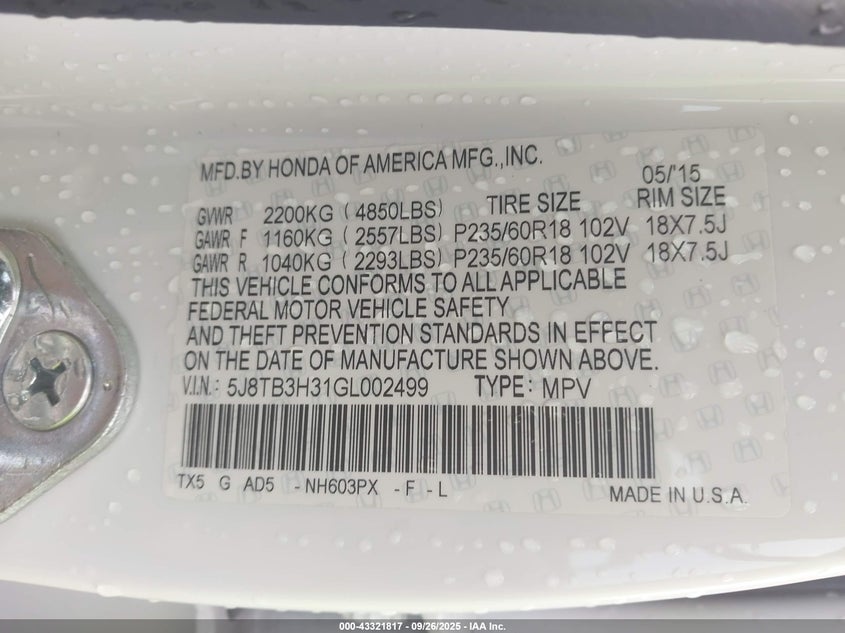 MFD.BY HONDA OF AMERICA MFG.,INC.
05/'15
GVWR 2200KG ( 4850LBS) TIRE SIZE RIM SIZE
GAWR F 1160KG ( 2557LBS) P235/60R18 102V 18X7.5J
GAWR R 1040KG ( 2293LBS) P235/60R18 102V 18X7.5J
THIS VEHICLE CONFORMS TO ALL APPLICABLE
FEDERAL MOTOR VEHICLE SAFETY
AND THEFT PREVENTION STANDARDS IN EFFECT
ON THE DATE OF MANUFACTURE SHOWN ABOVE.
V.I.N.: 5J8TB3H31GL002499 TYPE: MPV
TX5 G AD5 -NH603PX -F -L
MADE IN U.S.A.
000-43321817 - 09/26/2025 - IAA Inc.